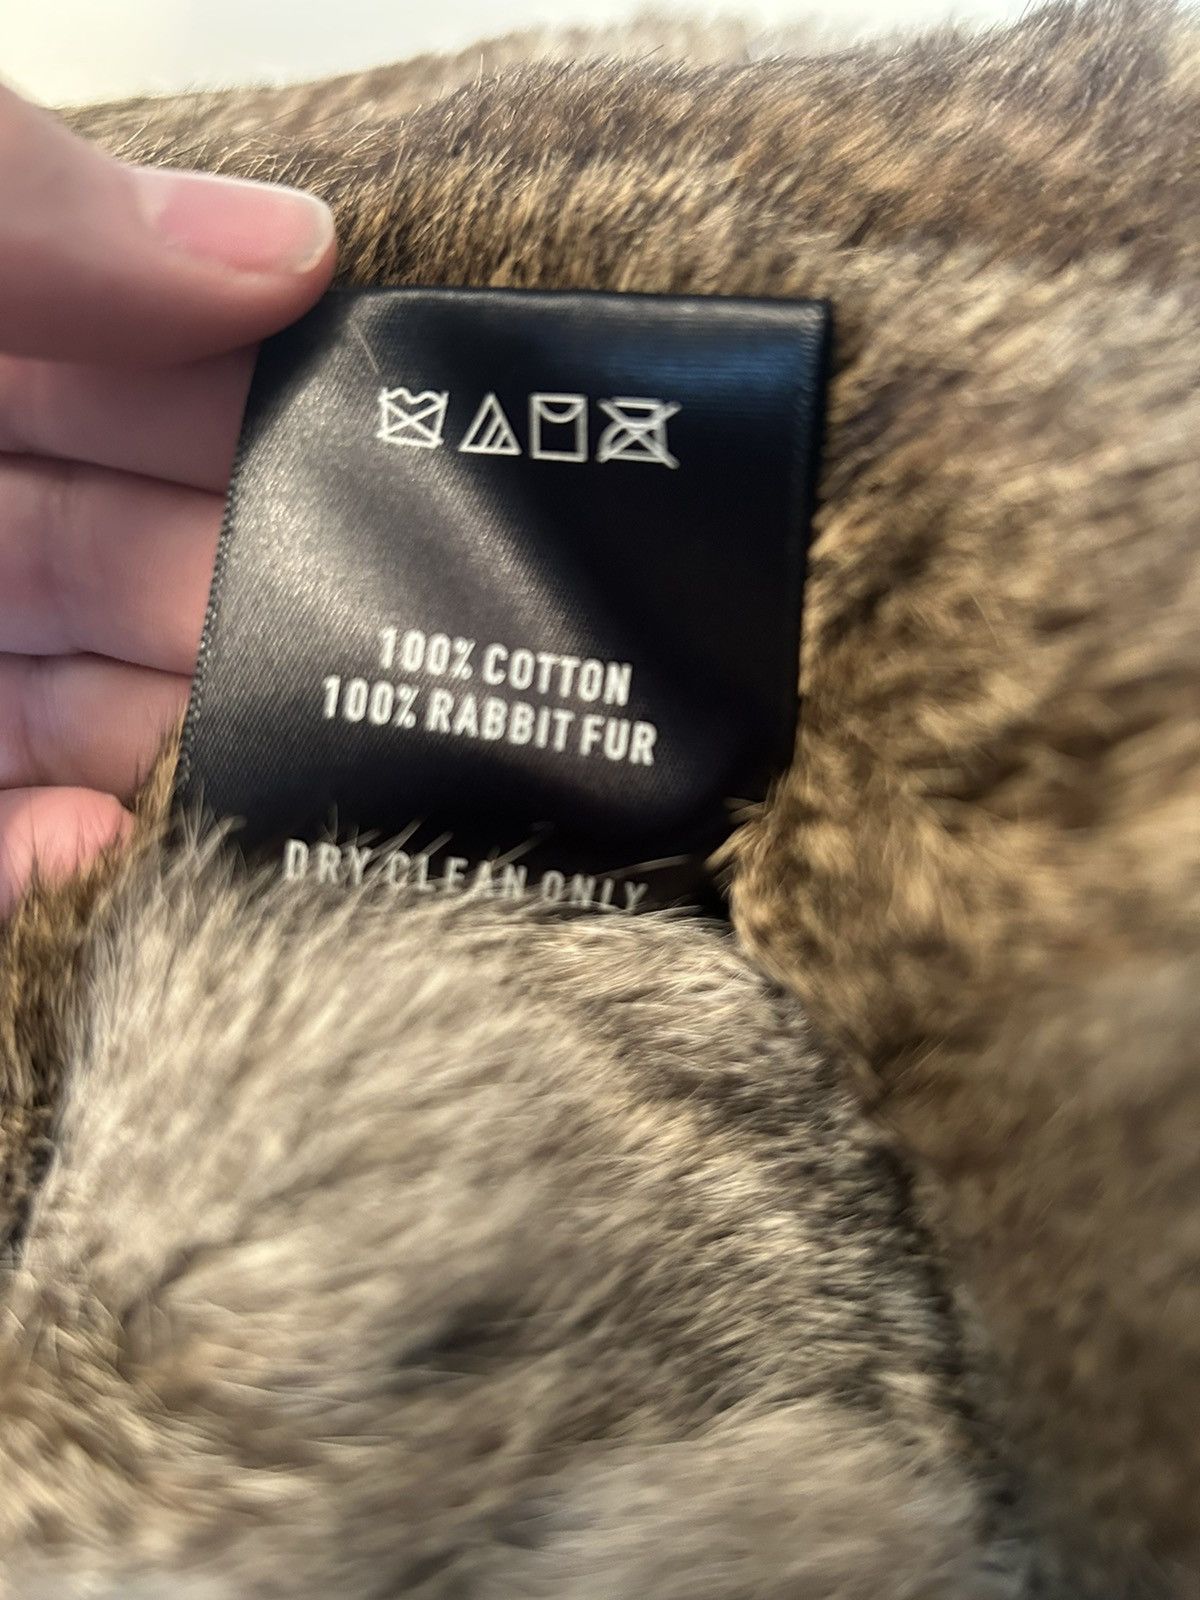 100% COTTON
100% RABBIT FUR
DRY CLEAN ONLY